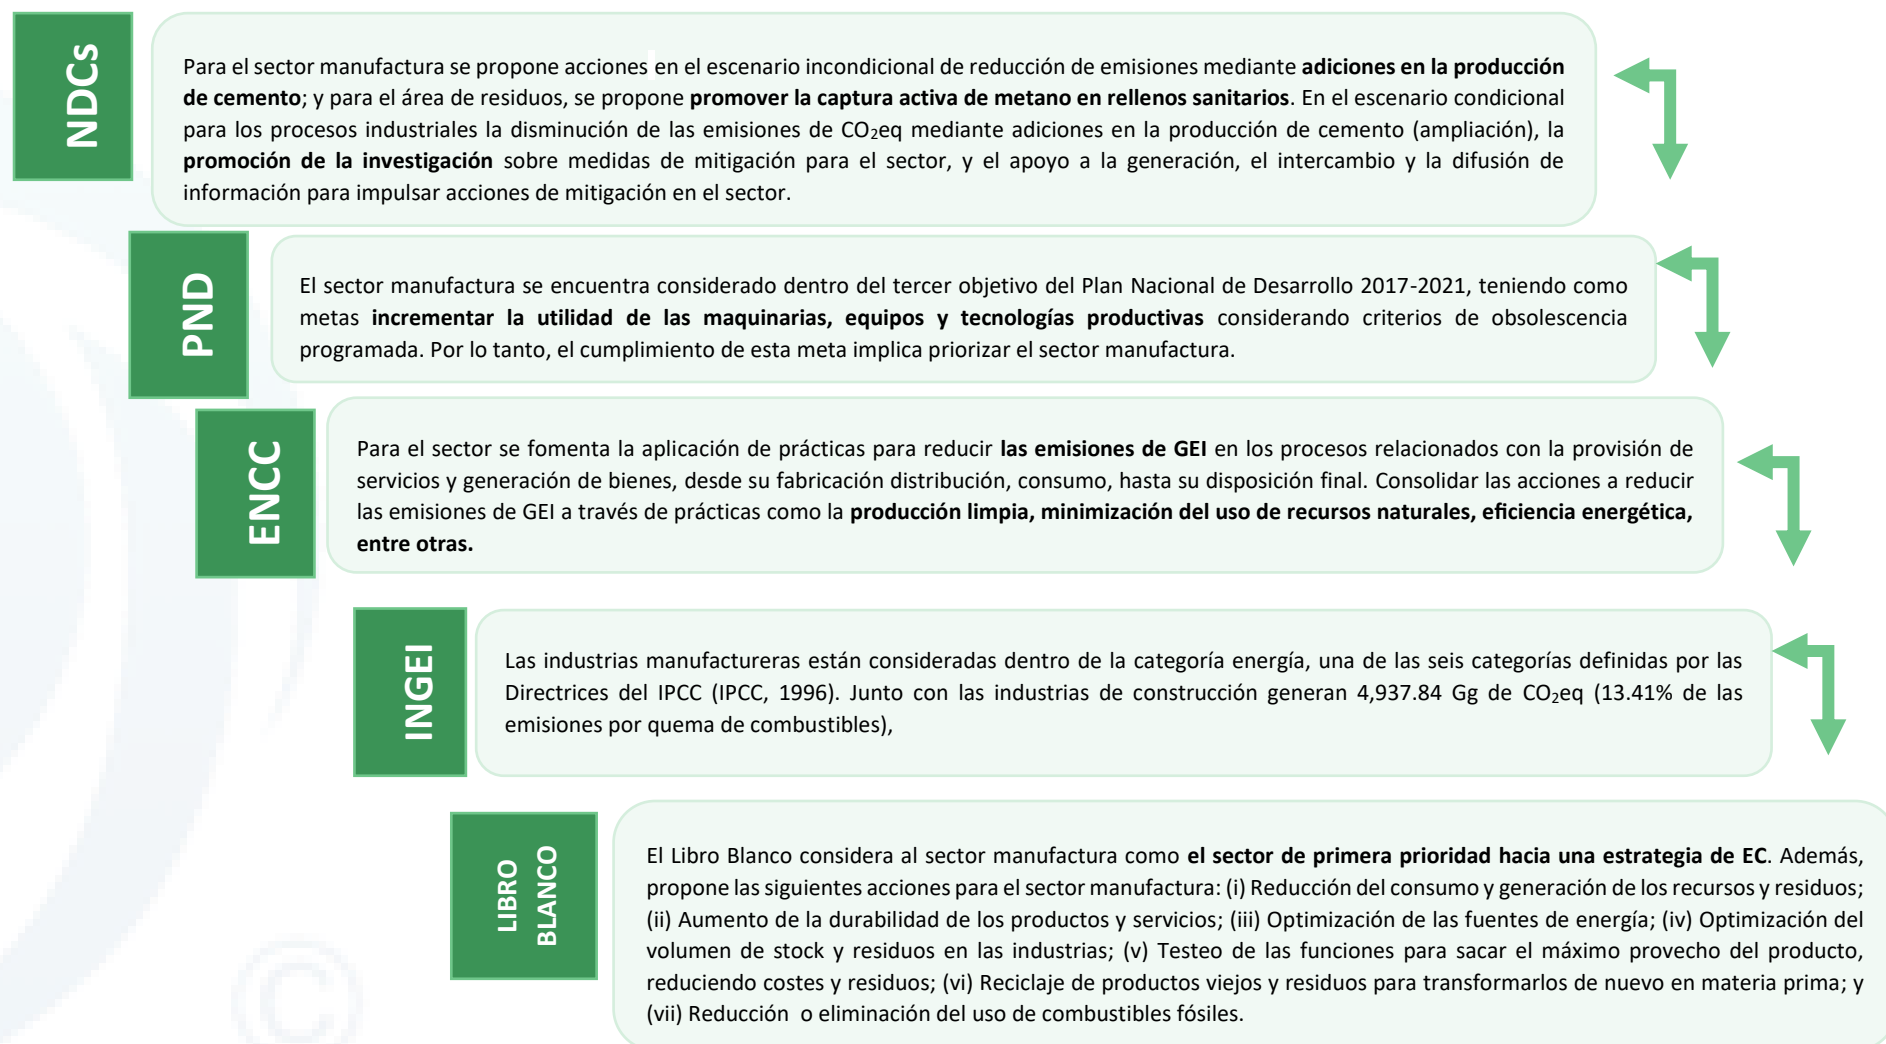 NDCs
Para el sector manufactura se propone acciones en el escenario incondicional de reducción de emisiones mediante adiciones en la producción
de cemento; y para el área de residuos, se propone promover la captura activa de metano en rellenos sanitarios. En el escenario condicional
para los procesos industriales la disminución de las emisiones de CO₂eq mediante adiciones en la producción de cemento (ampliación), la
promoción de la investigación sobre medidas de mitigación para el sector, y el apoyo a la generación, el intercambio y la difusión de
información para impulsar acciones de mitigación en el sector.
PND
El sector manufactura se encuentra considerado dentro del tercer objetivo del Plan Nacional de Desarrollo 2017-2021, teniendo como
metas incrementar la utilidad de las maquinarias, equipos y tecnologías productivas considerando criterios de obsolescencia
programada. Por lo tanto, el cumplimiento de esta meta implica priorizar el sector manufactura.
ENCC
Para el sector se fomenta la aplicación de prácticas para reducir las emisiones de GEI en los procesos relacionados con la provisión de
servicios y generación de bienes, desde su fabricación distribución, consumo, hasta su disposición final. Consolidar las acciones a reducir
las emisiones de GEI a través de prácticas como la producción limpia, minimización del uso de recursos naturales, eficiencia energética,
entre otras.
INGEI
Las industrias manufactureras están consideradas dentro de la categoría energía, una de las seis categorías definidas por las
Directrices del IPCC (IPCC, 1996). Junto con las industrias de construcción generan 4,937.84 Gg de CO₂eq (13.41% de las
emisiones por quema de combustibles),
LIBRO
BLANCO
El Libro Blanco considera al sector manufactura como el sector de primera prioridad hacia una estrategia de EC. Además,
propone las siguientes acciones para el sector manufactura: (i) Reducción del consumo y generación de los recursos y residuos;
(ii) Aumento de la durabilidad de los productos y servicios; (iii) Optimización de las fuentes de energía; (iv) Optimización del
volumen de stock y residuos en las industrias; (v) Testeo de las funciones para sacar el máximo provecho del producto,
reduciendo costes y residuos; (vi) Reciclaje de productos viejos y residuos para transformarlos de nuevo en materia prima; y
(vii) Reducción o eliminación del uso de combustibles fósiles.
©